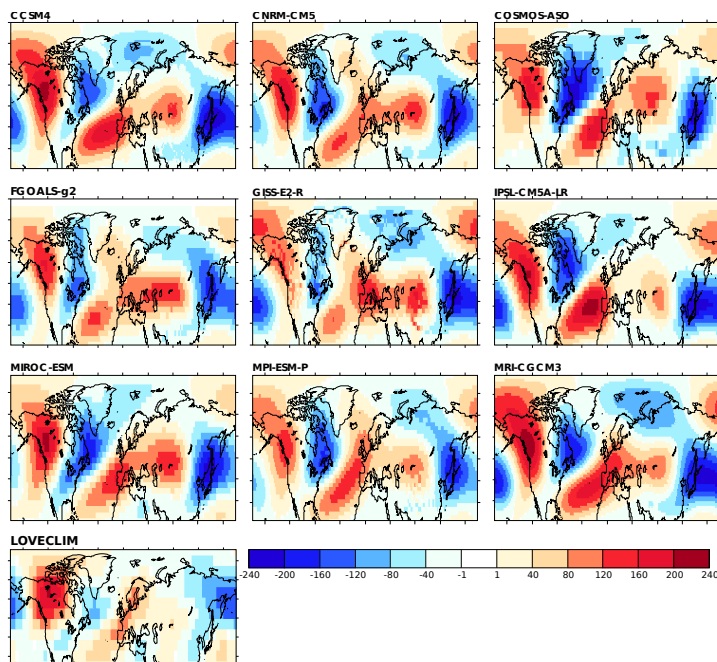 CCSM4 CNRM-CM5 COSMOS-ASO
FGOALS-g2 GISS-E2-R IPSL-CM5A-LR
MIROC-ESM MPI-ESM-P MRI-CGCM3
LOVECLIM
-240 -200 -160 -120 -80 -40 -1 1 40 80 120 160 200 240